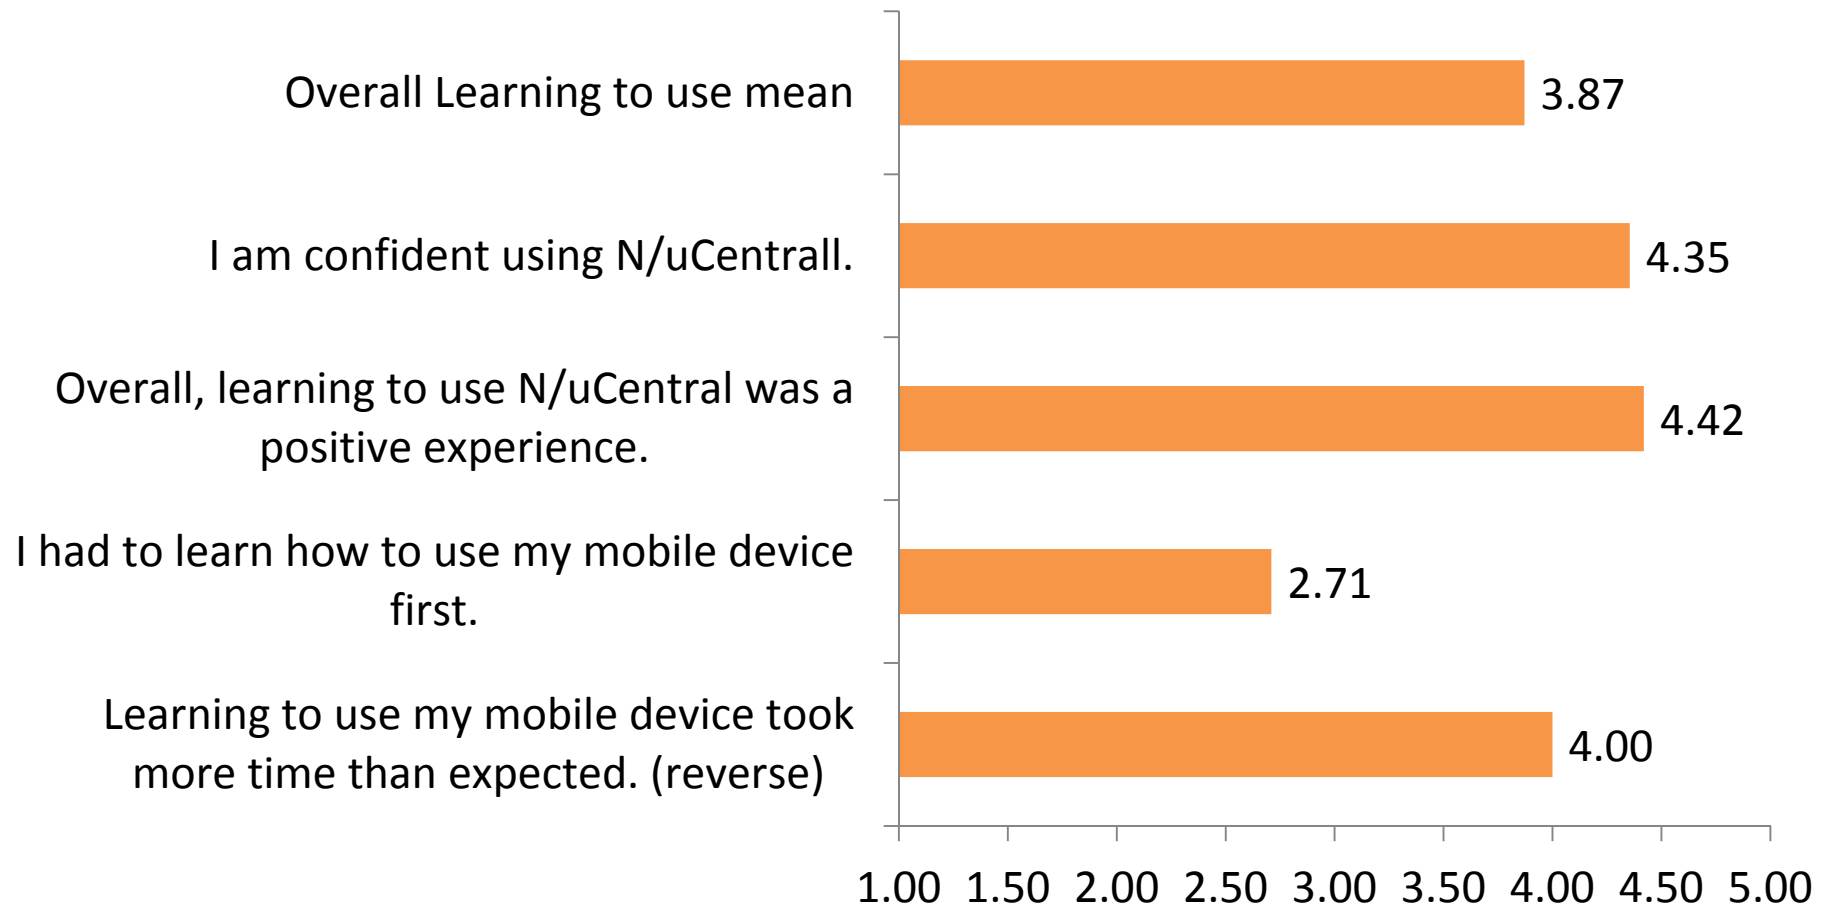 Overall Learning to use mean
3.87
I am confident using N/uCentrall.
4.35
Overall, learning to use N/uCentral was a
positive experience.
4.42
I had to learn how to use my mobile device
first.
2.71
Learning to use my mobile device took
more time than expected. (reverse)
4.00
1.00 1.50 2.00 2.50 3.00 3.50 4.00 4.50 5.00